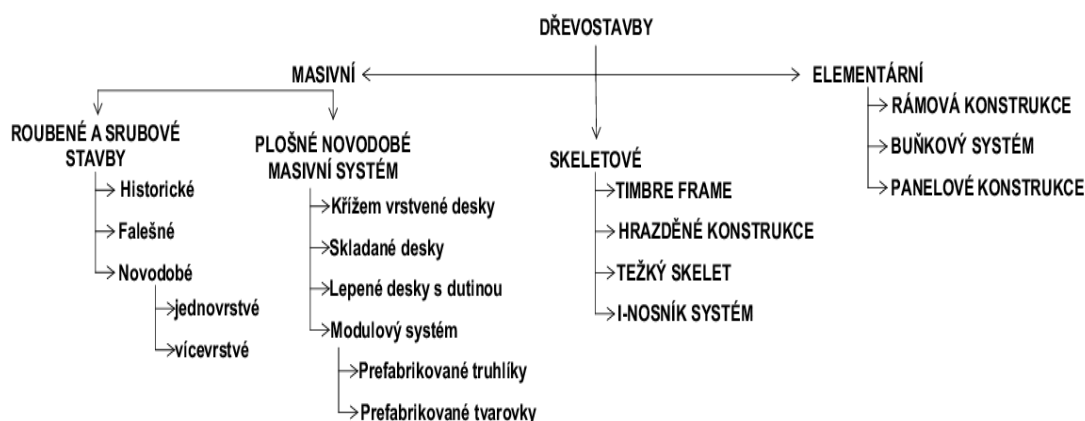 DŘEVOSTAVBY
MASIVNÍ
ROUBENÉ A SRUBOVÉ
STAVBY
Historické
Falešné
Novodobé
jednovrstvé
vícevrstvé
PLOŠNÉ NOVODOBÉ
MASIVNÍ SYSTÉM
Křížem vrstvené desky
Skladané desky
Lepené desky s dutinou
Modulový systém
Prefabrikované truhlíky
Prefabrikované tvarovky
SKELETOVÉ
TIMBRE FRAME
HRAZDĚNÉ KONSTRUKCE
TEŽKÝ SKELET
I-NOSNÍK SYSTÉM
ELEMENTÁRNÍ
RÁMOVÁ KONSTRUKCE
BUŇKOVÝ SYSTÉM
PANELOVÉ KONSTRUKCE